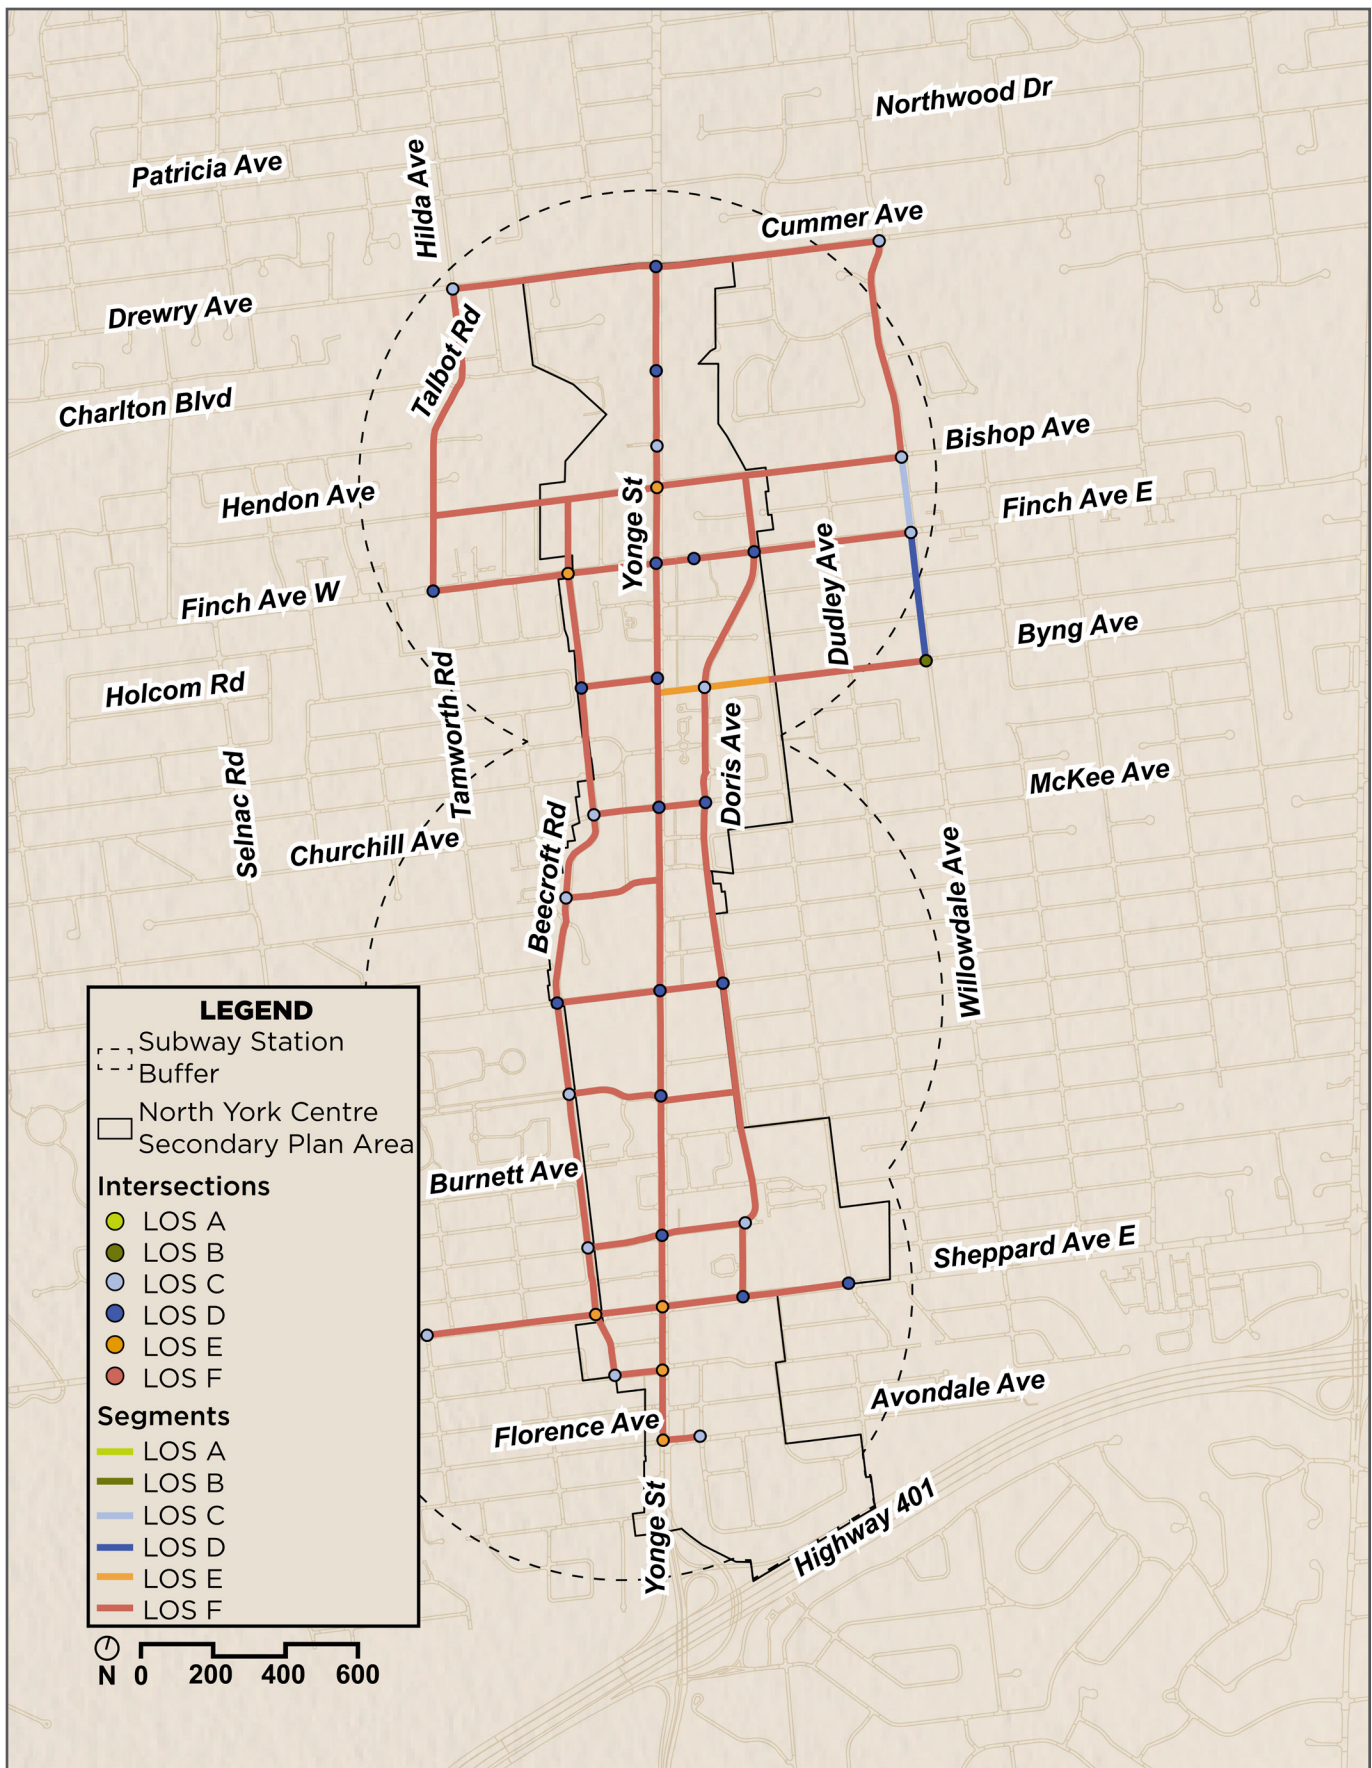 Northwood Dr
Patricia Ave
Hilda Ave
Cummer Ave
Drewry Ave
Talbot Rd
Charlton Blvd
Bishop Ave
Hendon Ave
Yonge St
Finch Ave E
Dudley Ave
Finch Ave W
Byng Ave
Holcom Rd
Tamworth Rd
Doris Ave
McKee Ave
Selnac Rd
Churchill Ave
Beecroft Rd
Willowdale Ave
LEGEND
Subway Station
Buffer
North York Centre
Secondary Plan Area
Intersections
LOS A
LOS B
LOS C
LOS D
LOS E
LOS F
Segments
LOS A
LOS B
LOS C
LOS D
LOS E
LOS F
Burnett Ave
Sheppard Ave E
Avondale Ave
Florence Ave
Yonge St
Highway 401
N 0 200 400 600